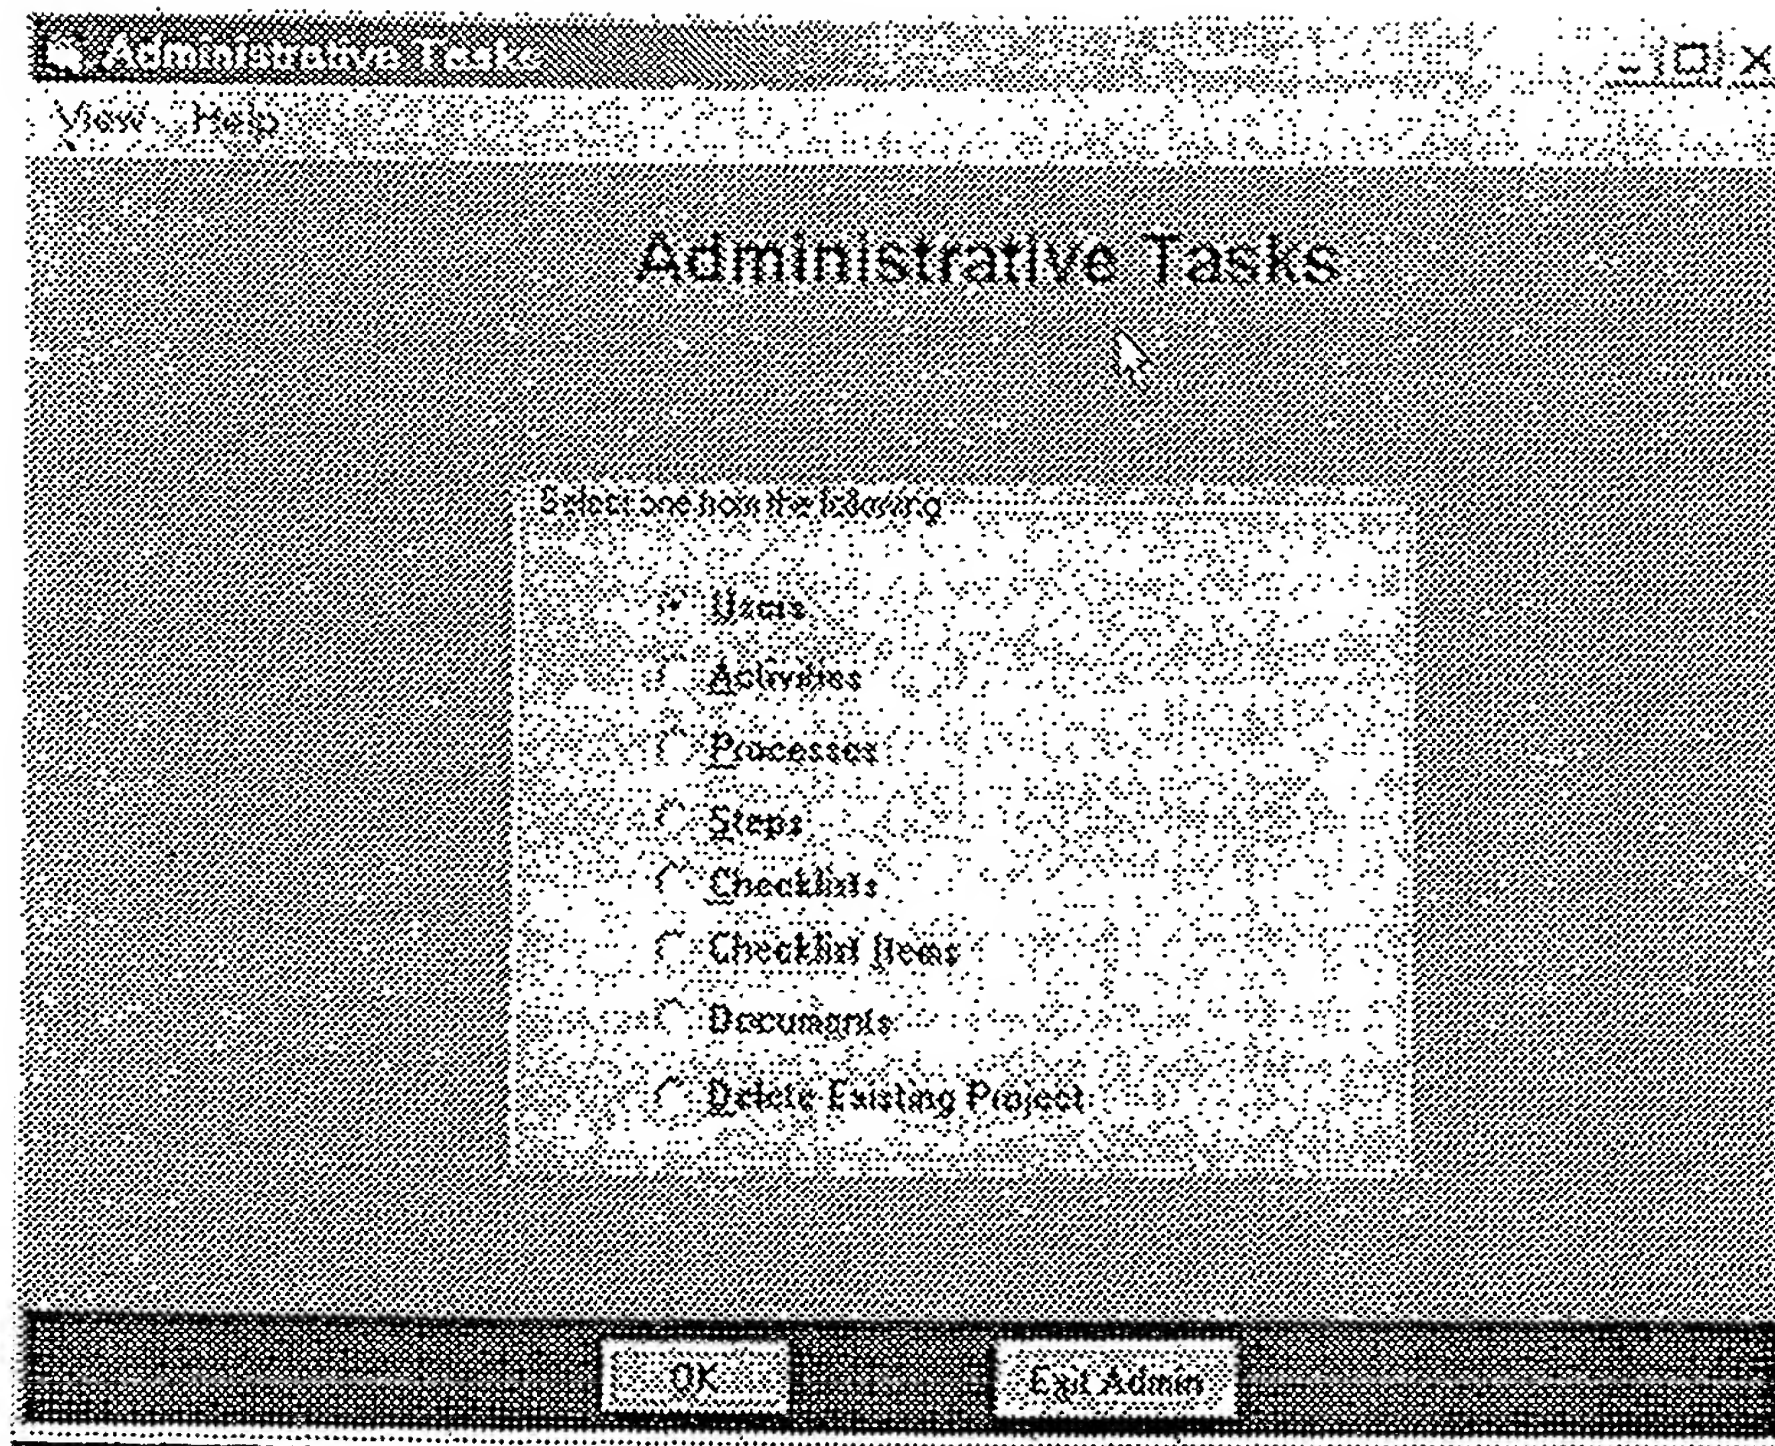 Administrative Tasks
View Help
Administrative Tasks
Select one from the following
Users
Activities
Processes
Steps
Checklists
Checklist Items
Documents
Delete Existing Project
OK Exit Admin